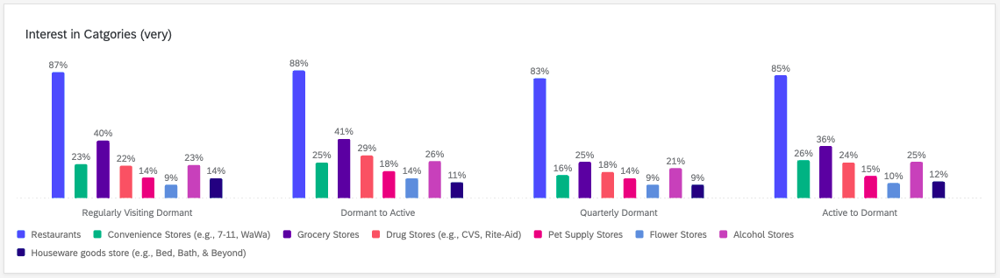 Interest in Catgories (very)
87%
23%
40%
22%
14%
9%
23%
14%
88%
25%
41%
29%
18%
14%
26%
11%
83%
16%
25%
18%
14%
9%
21%
9%
85%
26%
36%
24%
15%
10%
25%
12%
Regularly Visiting Dormant
Dormant to Active
Quarterly Dormant
Active to Dormant
Restaurants
Convenience Stores (e.g., 7-11, WaWa)
Grocery Stores
Drug Stores (e.g., CVS, Rite-Aid)
Pet Supply Stores
Flower Stores
Alcohol Stores
Houseware goods store (e.g., Bed, Bath, & Beyond)